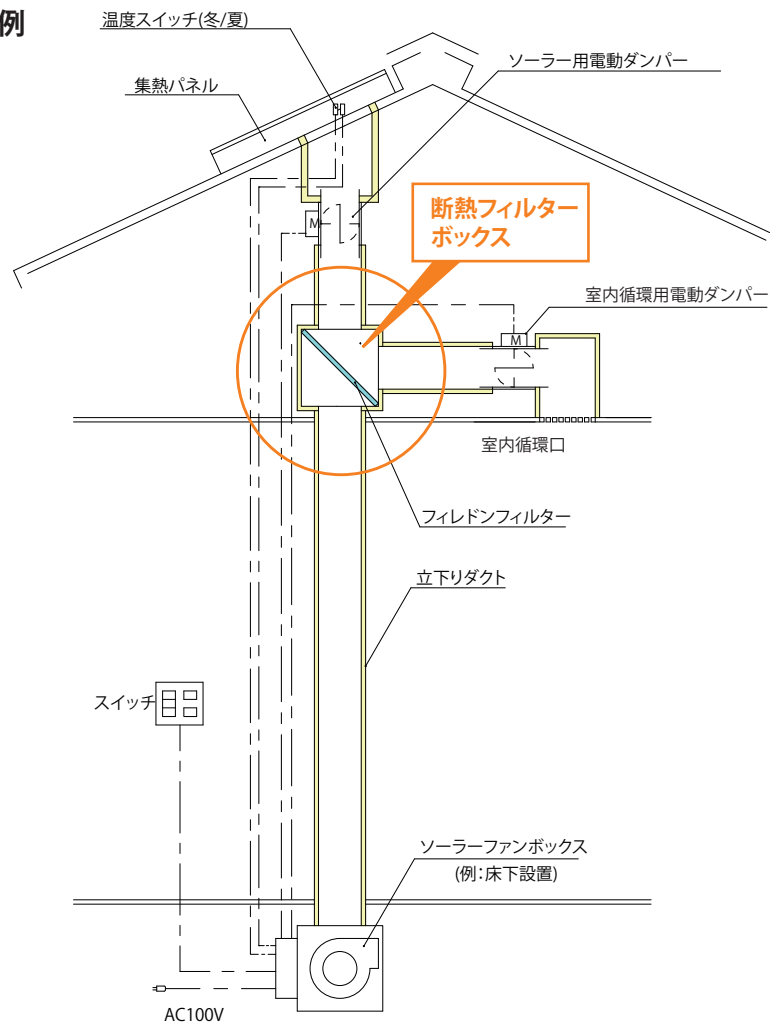 例
温度スイッチ(冬/夏)
集熱パネル
ソーラー用電動ダンパー
断熱フィルター
ボックス
M
室内循環用電動ダンパー
M
室内循環口
フィレドンフィルター
立下りダクト
スイッチ
ソーラーファンボックス
(例:床下設置)
AC100V